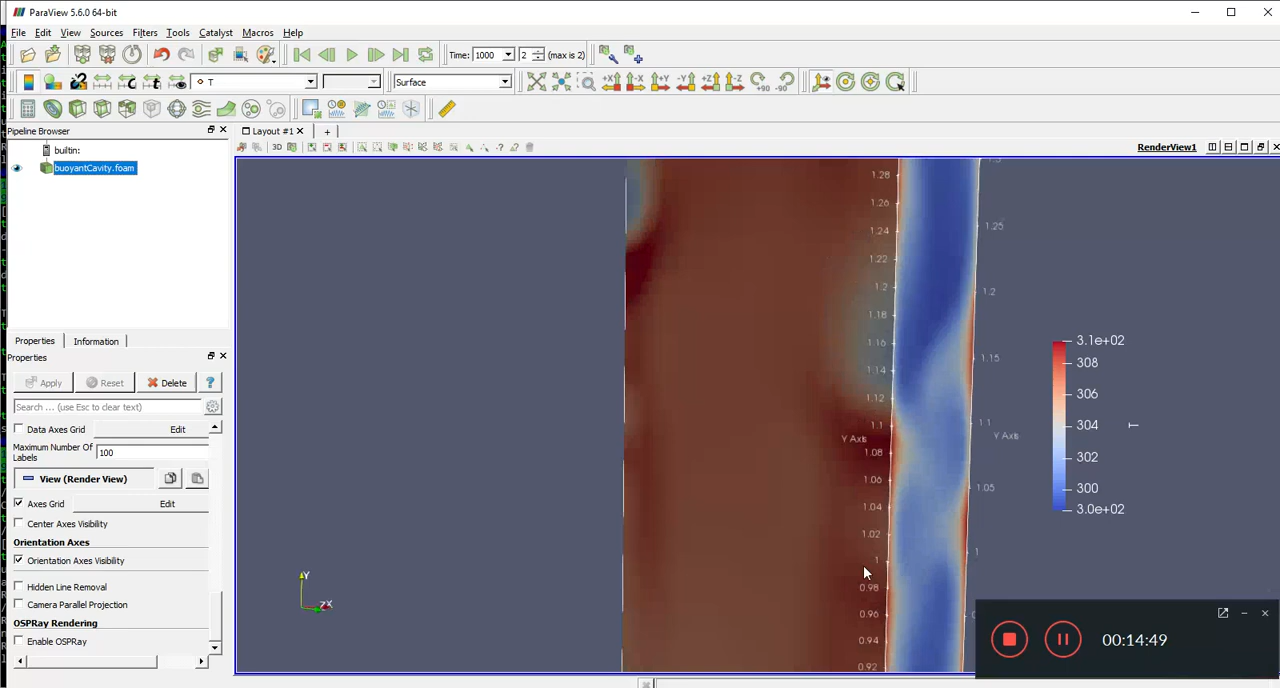 ParaView 5.6.0 64-bit
File Edit View Sources Filters Tools Catalyst Macros Help
Time: 1000 2 (max is 2)
T Surface +X -X +Y -Y +Z -Z +90 -90
Pipeline Browser
Layout #1 +
builtin:
3D RenderView1
buoyantCavity.foam
Properties Information
Properties
Apply Reset Delete ?
Search ... (use Esc to clear text)
Data Axes Grid Edit
Maximum Number Of Labels 100
View (Render View)
Axes Grid Edit
Center Axes Visibility
Orientation Axes
Orientation Axes Visibility
Hidden Line Removal
Camera Parallel Projection
OSPRay Rendering
Enable OSPRay
1.28
1.26
1.24
1.22
1.2
1.18
1.16
1.14
1.12
1.1
Y Axis
1.08
1.06
1.04
1.02
1
0.98
0.96
0.94
0.92
1.25
1.2
1.15
1.1
Y Axis
1.05
1
3.1e+02
308
306
304
302
300
3.0e+02
T
Y
ZX
00:14:49